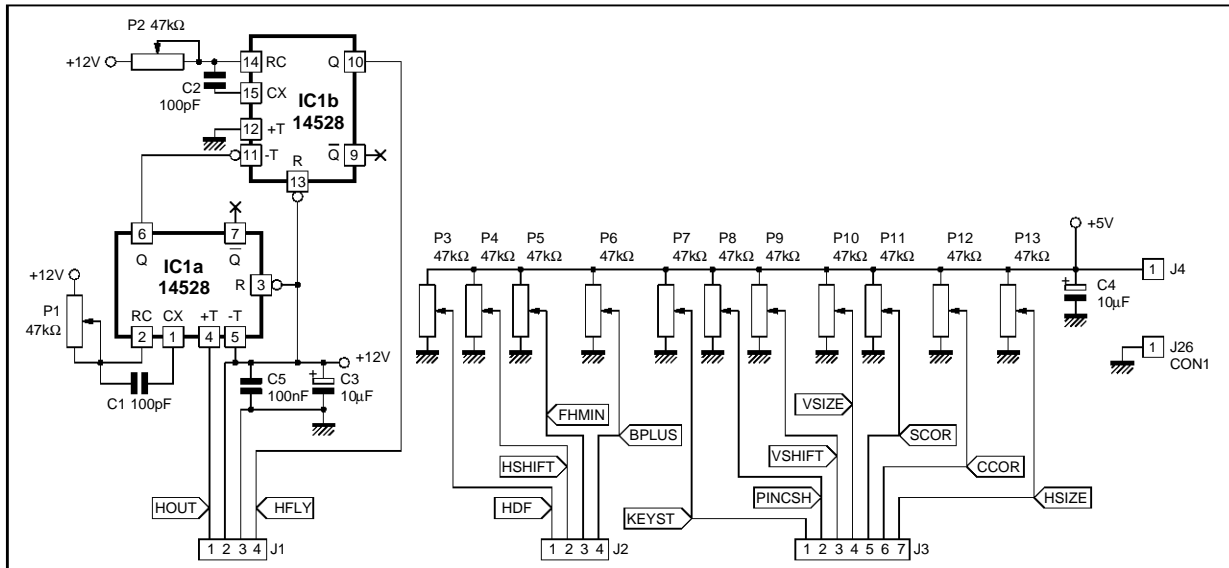 P2 47kΩ
+12V
14 RC
Q 10
C2
100pF
15 CX
IC1b
14528
12 +T
11 -T
Q 9
R
13
6
7
Q
Q
IC1a
14528
R 3
+12V
P1
47kΩ
RC CX +T -T
2 1 4 5
+12V
C1 100pF
C5
100nF
+
C3
10µF
HOUT
HFLY
1 2 3 4 J1
P3
47kΩ
P4
47kΩ
P5
47kΩ
P6
47kΩ
P7
47kΩ
P8
47kΩ
P9
47kΩ
P10
47kΩ
P11
47kΩ
P12
47kΩ
P13
47kΩ
+5V
1 J4
+
C4
10µF
1 J26
CON1
FHMIN
BPLUS
HSHIFT
HDF
KEYST
VSIZE
VSHIFT
PINCSH
SCOR
CCOR
HSIZE
1 2 3 4 J2
1 2 3 4 5 6 7 J3